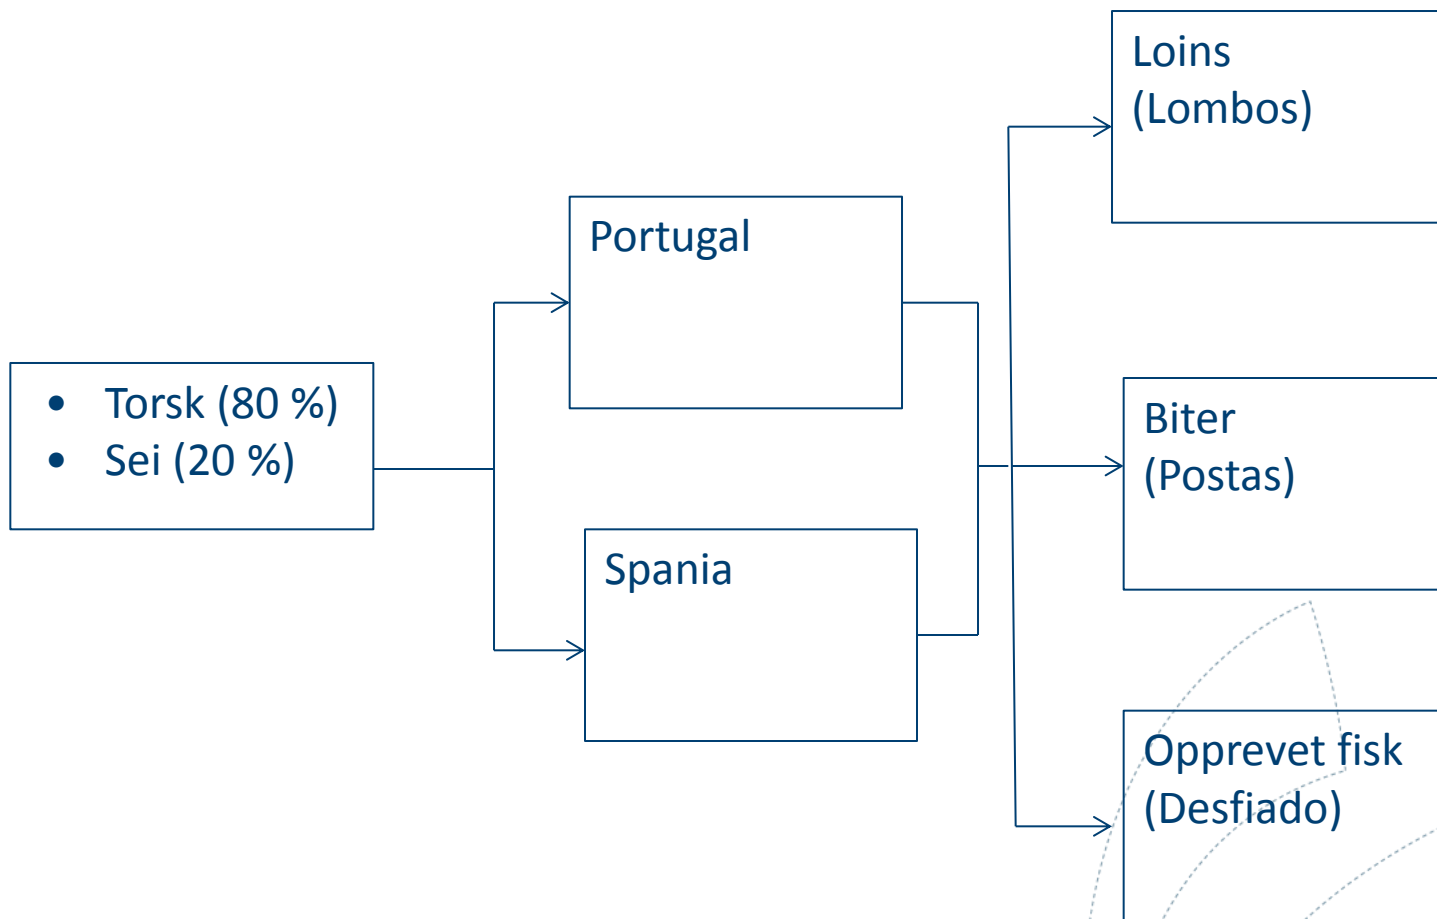 • Torsk (80 %)
• Sei (20 %)
Portugal
Spania
Loins
(Lombos)
Biter
(Postas)
Opprevet fisk
(Desfiado)